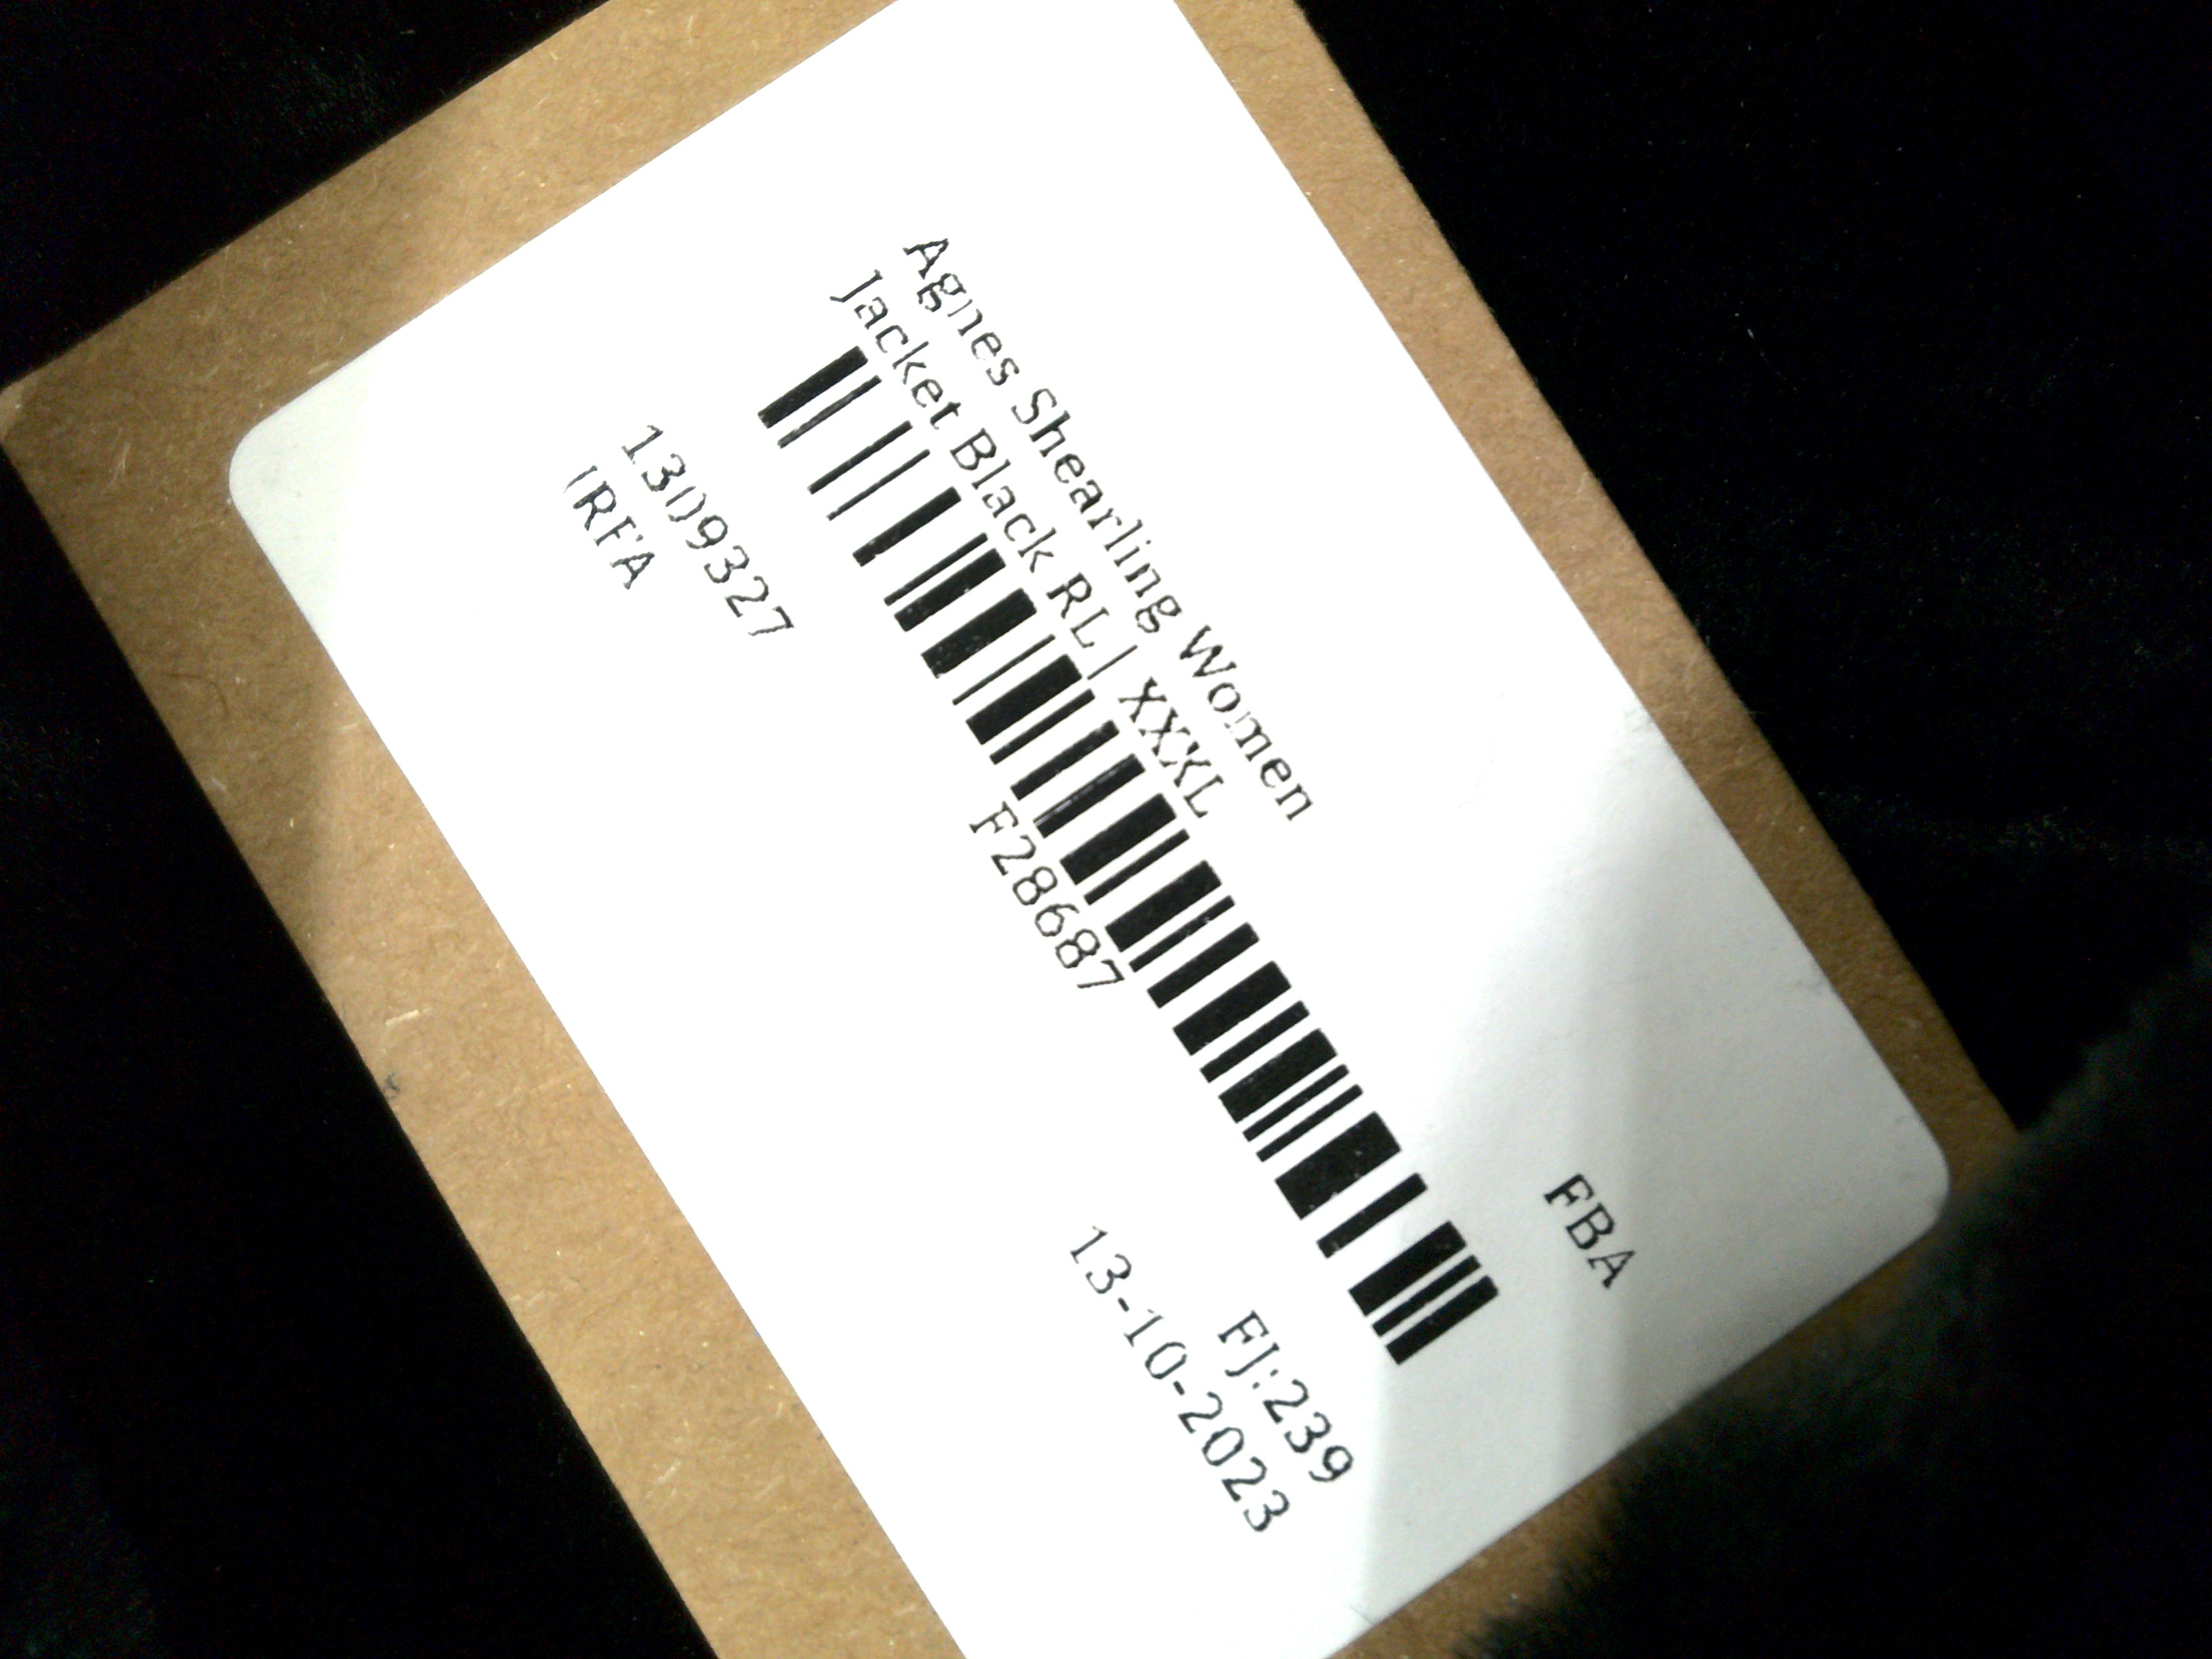 FBA
Agnes Shearling Women
Jacket Black RL | XXXL
F28687
1309327
FJ:239
IRFA
13-10-2023